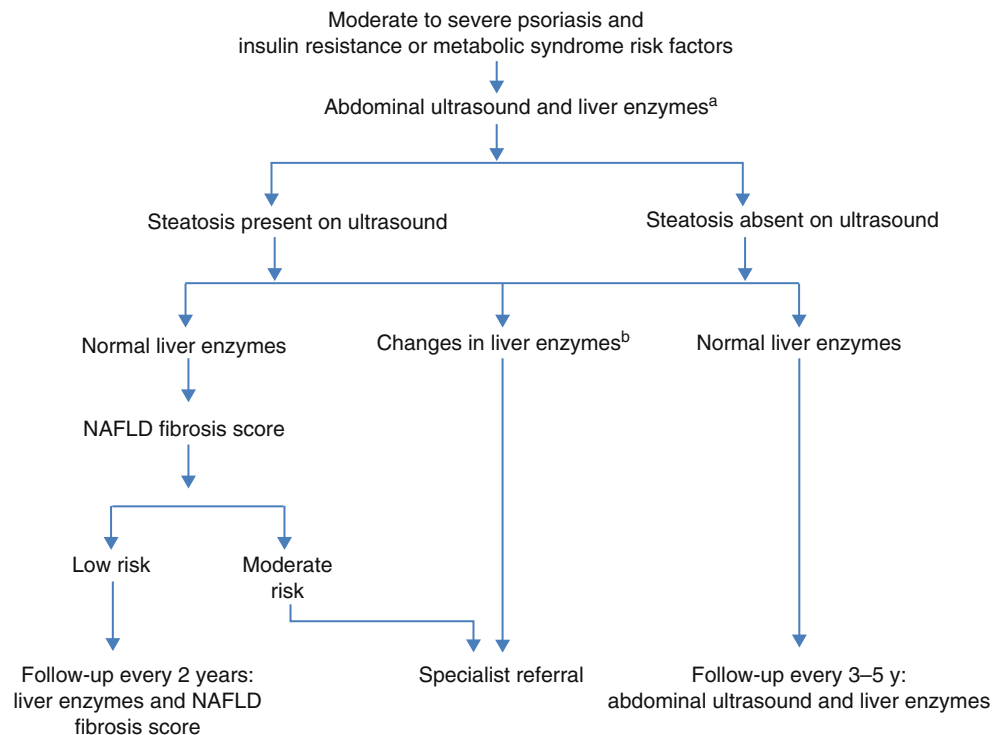 Moderate to severe psoriasis and
insulin resistance or metabolic syndrome risk factors
Abdominal ultrasound and liver enzymesᵃ
Steatosis present on ultrasound
Steatosis absent on ultrasound
Normal liver enzymes
Changes in liver enzymesᵇ
Normal liver enzymes
NAFLD fibrosis score
Low risk
Moderate
risk
Follow-up every 2 years:
liver enzymes and NAFLD
fibrosis score
Specialist referral
Follow-up every 3–5 y:
abdominal ultrasound and liver enzymes